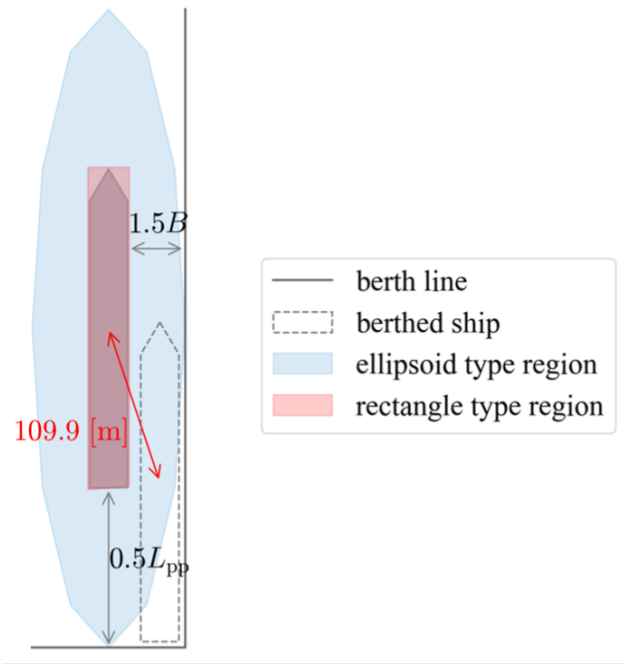 1.5B
109.9 [m]
0.5Lpp
berth line
berthed ship
ellipsoid type region
rectangle type region